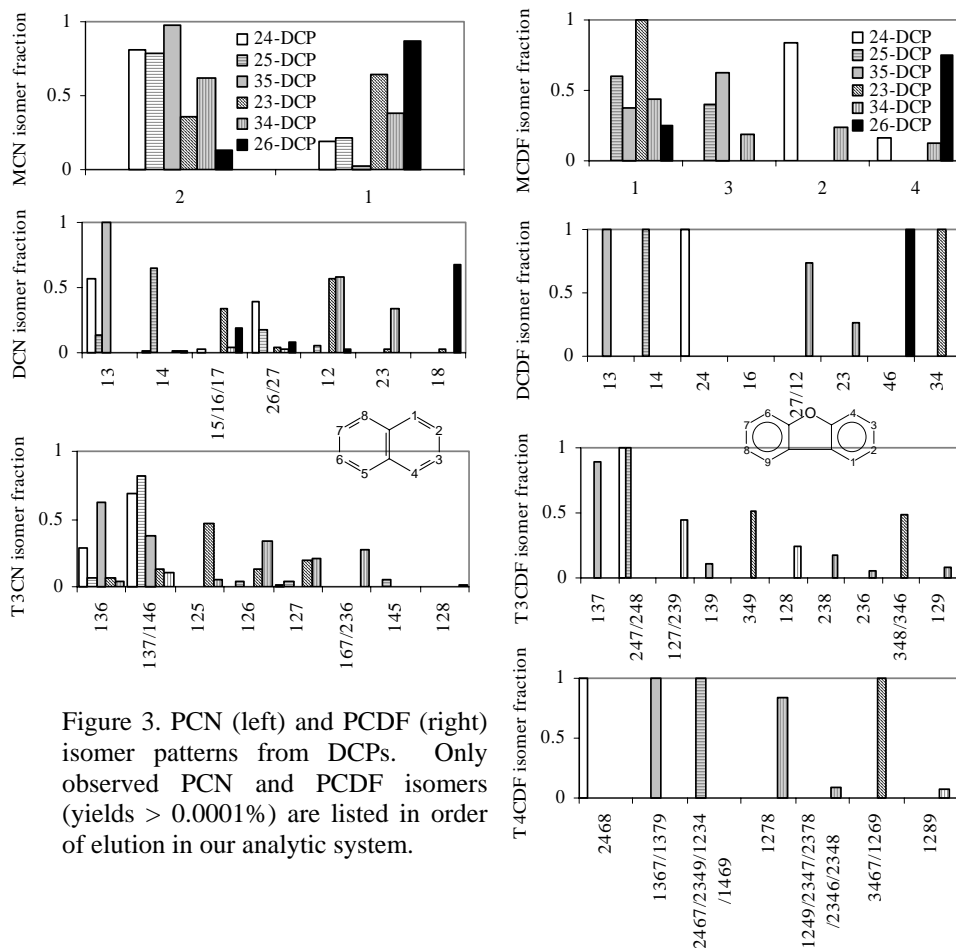 MCN isomer fraction
1
0.5
0
24-DCP
25-DCP
35-DCP
23-DCP
34-DCP
26-DCP
2 1
DCN isomer fraction
1
0.5
0
13 14 15/16/17 26/27 12 23 18
8 1
7 2
6 3
5 4
T3CN isomer fraction
1
0.5
0
136 137/146 125 126 127 167/236 145 128
Figure 3. PCN (left) and PCDF (right)
isomer patterns from DCPs. Only
observed PCN and PCDF isomers
(yields > 0.0001%) are listed in order
of elution in our analytic system.
MCDF isomer fraction
1
0.5
0
24-DCP
25-DCP
35-DCP
23-DCP
34-DCP
26-DCP
1 3 2 4
DCDF isomer fraction
1
0.5
0
13 14 24 16 27/12 23 46 34
6 O 4
7 3
8 2
9 1
T3CDF isomer fraction
1
0.5
0
137 247/248 127/239 139 349 128 238 236 348/346 129
T4CDF isomer fraction
1
0.5
0
2468 1367/1379 2467/2349/1234/1469 1278 1249/2347/2378/2346/2348 3467/1269 1289